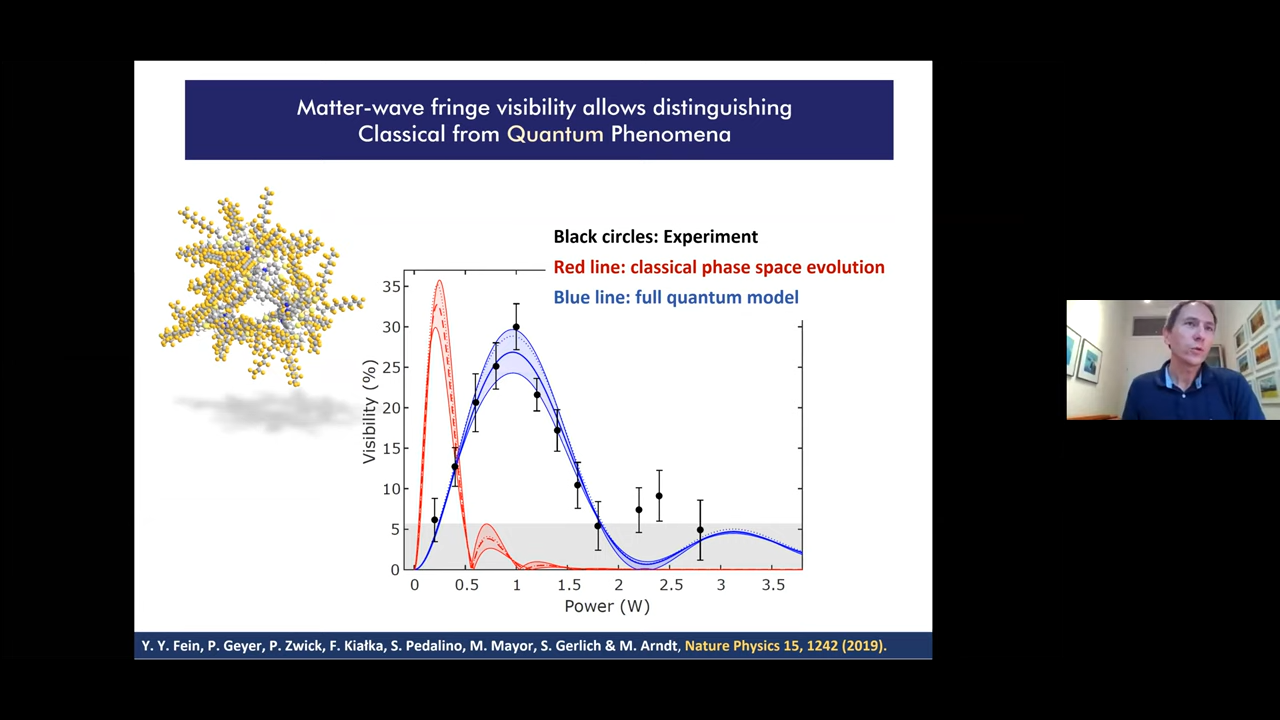 Matter-wave fringe visibility allows distinguishing
Classical from Quantum Phenomena
Black circles: Experiment
Red line: classical phase space evolution
Blue line: full quantum model
35
30
25
20
15
10
5
0
Visibility (%)
0 0.5 1 1.5 2 2.5 3 3.5
Power (W)
Y. Y. Fein, P. Geyer, P. Zwick, F. Kiałka, S. Pedalino, M. Mayor, S. Gerlich & M. Arndt, Nature Physics 15, 1242 (2019).